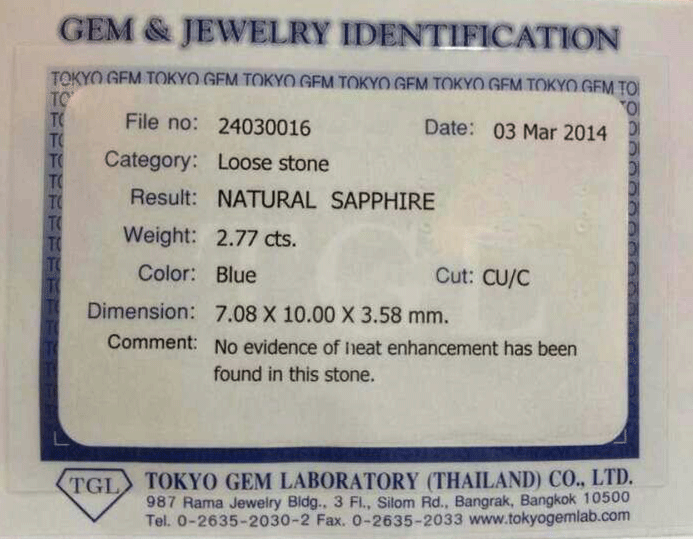 GEM & JEWELRY IDENTIFICATION
TOKYO GEM TOKYO GEM TOKYO GEM TOKYO GEM TOKYO GEM TOKYO GEM TO
File no: 24030016 Date: 03 Mar 2014
Category: Loose stone
Result: NATURAL SAPPHIRE
Weight: 2.77 cts.
Color: Blue Cut: CU/C
Dimension: 7.08 X 10.00 X 3.58 mm.
Comment: No evidence of heat enhancement has been
found in this stone.
TGL
TOKYO GEM LABORATORY (THAILAND) CO., LTD.
987 Rama Jewelry Bldg., 3 Fl., Silom Rd., Bangrak, Bangkok 10500
Tel. 0-2635-2030-2 Fax. 0-2635-2033 www.tokyogemlab.com